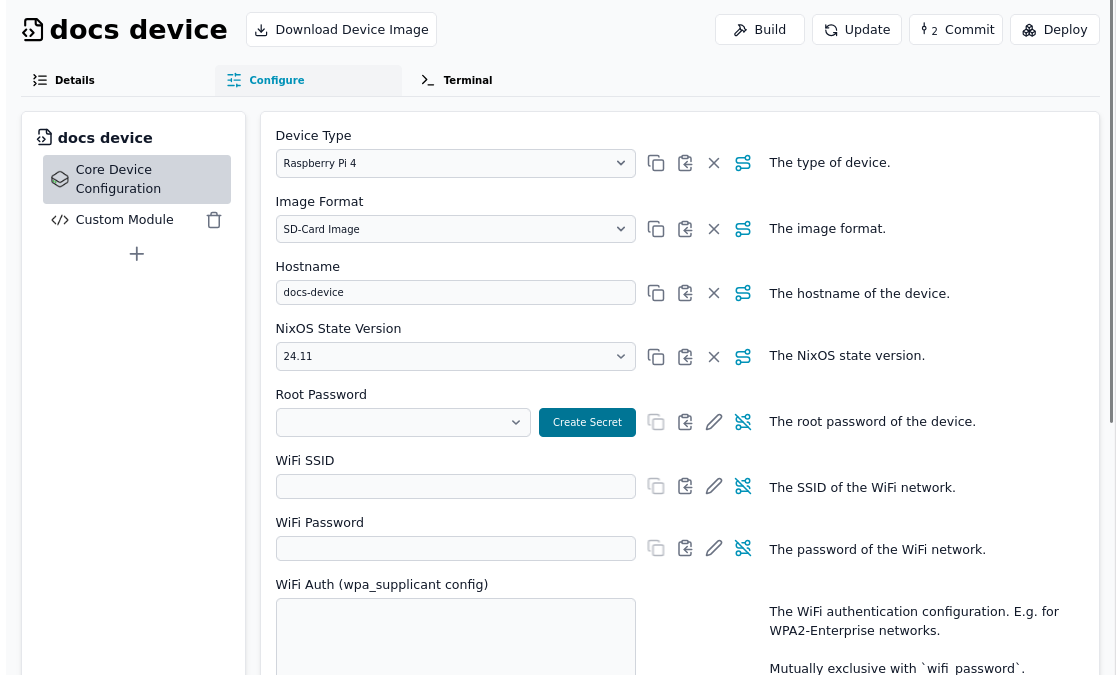 docs device
Download Device Image
Build
Update
2 Commit
Deploy
Details
Configure
Terminal
docs device
Core Device
Configuration
Custom Module
Device Type
Raspberry Pi 4
The type of device.
Image Format
SD-Card Image
The image format.
Hostname
docs-device
The hostname of the device.
NixOS State Version
24.11
The NixOS state version.
Root Password
Create Secret
The root password of the device.
WiFi SSID
The SSID of the WiFi network.
WiFi Password
The password of the WiFi network.
WiFi Auth (wpa_supplicant config)
The WiFi authentication configuration. E.g. for
WPA2-Enterprise networks.
Mutually exclusive with `wifi_password`.